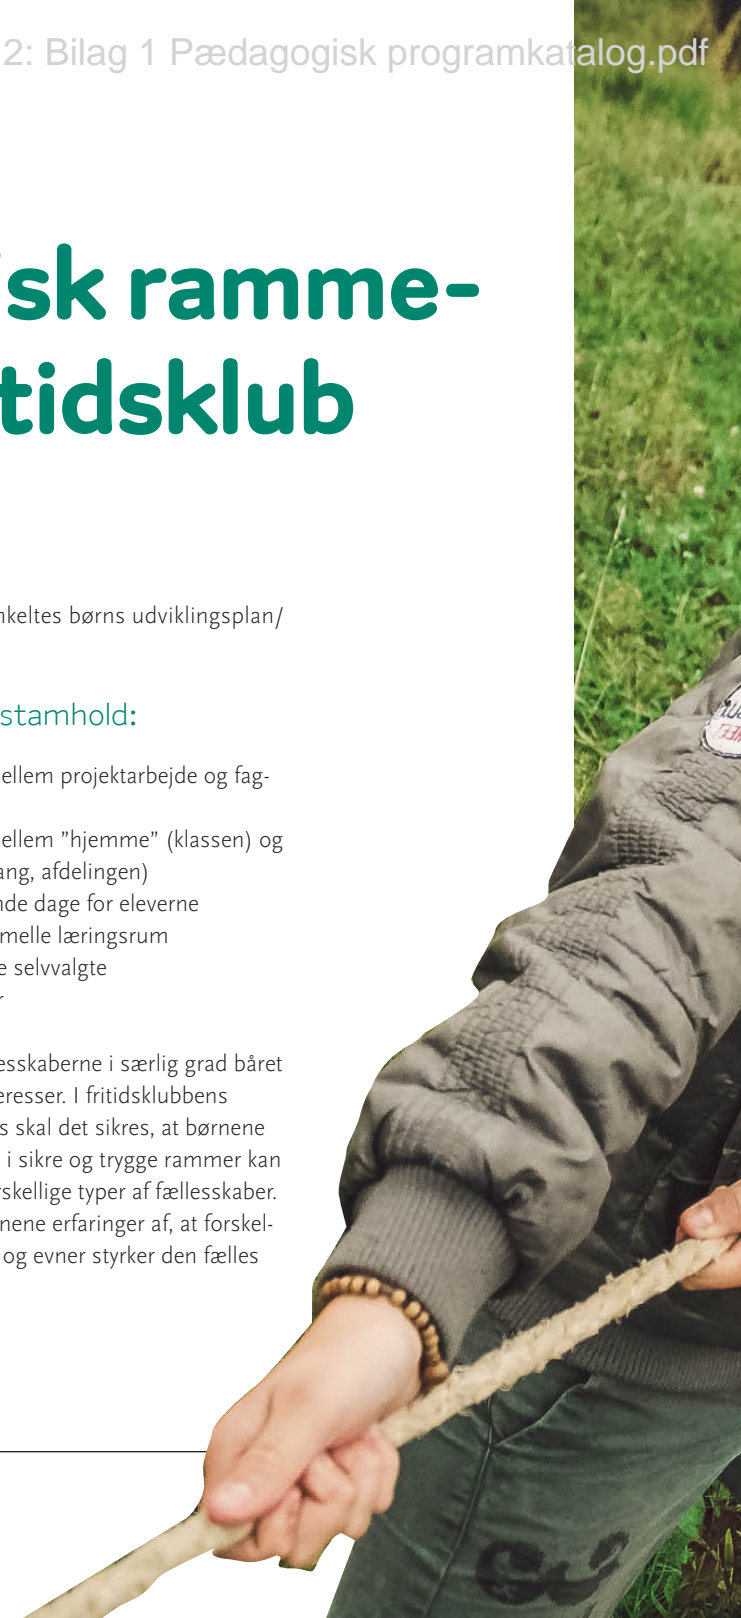 2: Bilag 1 Pædagogisk programkatalog.pdf
isk ramme-
tidsklub
nkeltes børns udviklingsplan/
stamhold:
ellem projektarbejde og fag-
ellem ”hjemme” (klassen) og
ang, afdelingen)
nde dage for eleverne
melle læringsrum
e selvvalgte
r
esskaberne i særlig grad båret
eresser. I fritidsklubbens
s skal det sikres, at børnene
i sikre og trygge rammer kan
rskellige typer af fællesskaber.
nene erfaringer af, at forskel-
og evner styrker den fælles